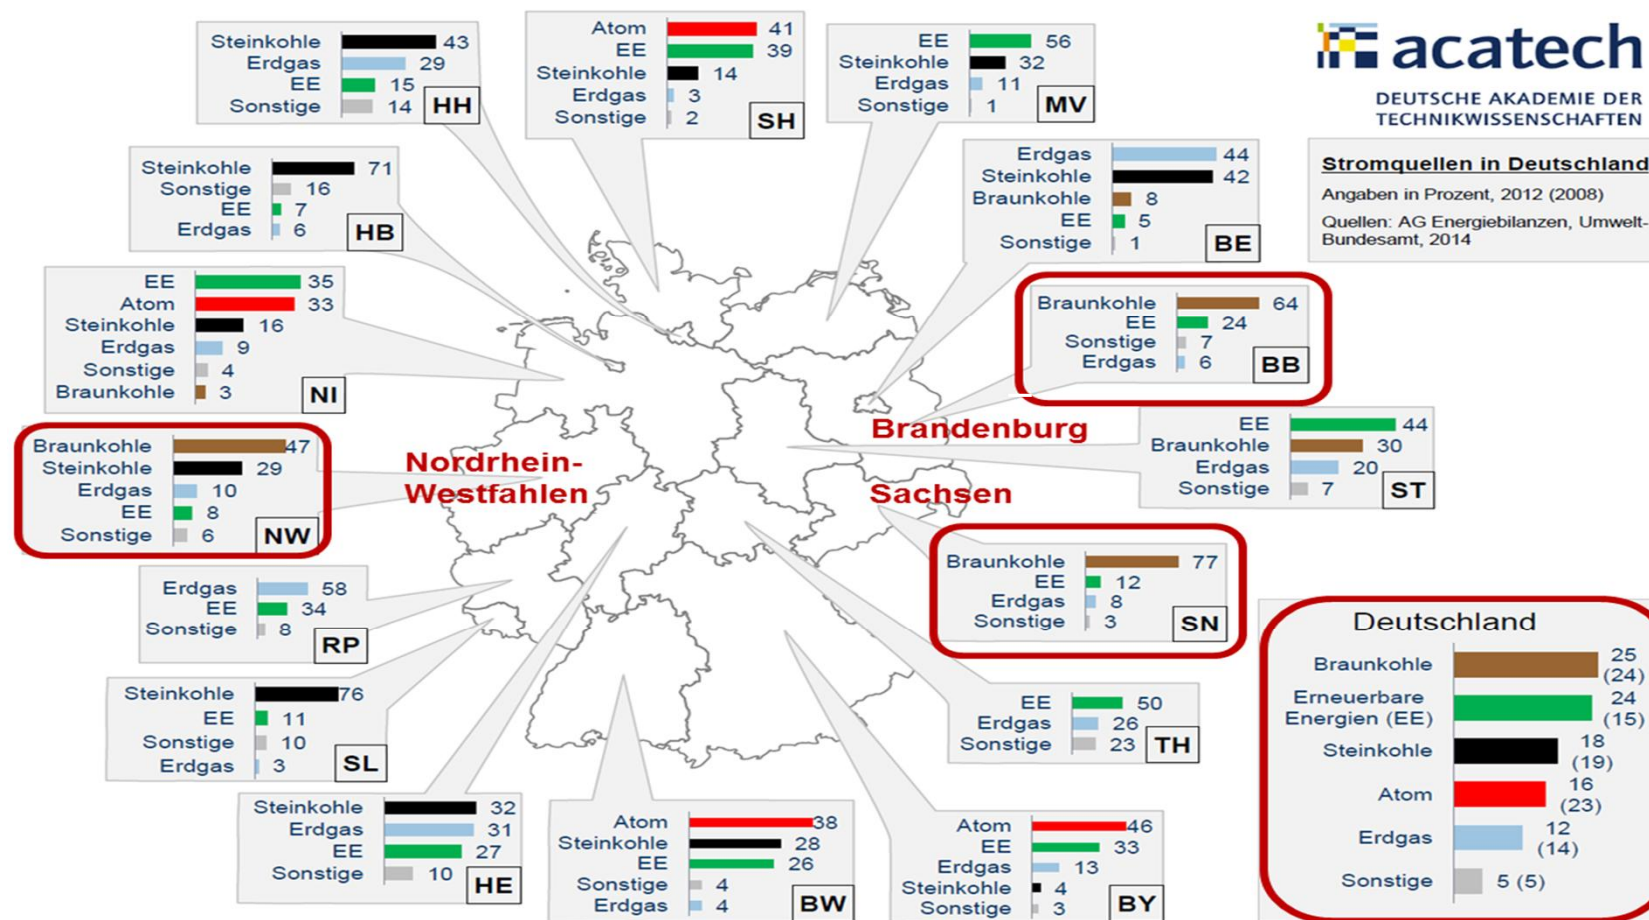 Steinkohle 43
Erdgas 29
EE 15
Sonstige 14
HH
Atom 41
EE 39
Steinkohle 14
Erdgas 3
Sonstige 2
SH
EE 56
Steinkohle 32
Erdgas 11
Sonstige 1
MV
acatech
DEUTSCHE AKADEMIE DER
TECHNIKWISSENSCHAFTEN
Stromquellen in Deutschland
Angaben in Prozent, 2012 (2008)
Quellen: AG Energiebilanzen, Umwelt-
Bundesamt, 2014
Steinkohle 71
Sonstige 16
EE 7
Erdgas 6
HB
Erdgas 44
Steinkohle 42
Braunkohle 8
EE 5
Sonstige 1
BE
EE 35
Atom 33
Steinkohle 16
Erdgas 9
Sonstige 4
Braunkohle 3
NI
Braunkohle 64
EE 24
Sonstige 7
Erdgas 6
BB
Brandenburg
Braunkohle 47
Steinkohle 29
Erdgas 10
EE 8
Sonstige 6
NW
Nordrhein-
Westfahlen
Sachsen
EE 44
Braunkohle 30
Erdgas 20
Sonstige 7
ST
Braunkohle 77
EE 12
Erdgas 8
Sonstige 3
SN
Erdgas 58
EE 34
Sonstige 8
RP
Steinkohle 76
EE 11
Sonstige 10
Erdgas 3
SL
EE 50
Erdgas 26
Sonstige 23
TH
Steinkohle 32
Erdgas 31
EE 27
Sonstige 10
HE
Atom 38
Steinkohle 28
EE 26
Sonstige 4
Erdgas 4
BW
Atom 46
EE 33
Erdgas 13
Steinkohle 4
Sonstige 3
BY
Deutschland
Braunkohle 25
(24)
Erneuerbare 24
Energien (EE) (15)
Steinkohle 18
(19)
Atom 16
(23)
Erdgas 12
(14)
Sonstige 5 (5)